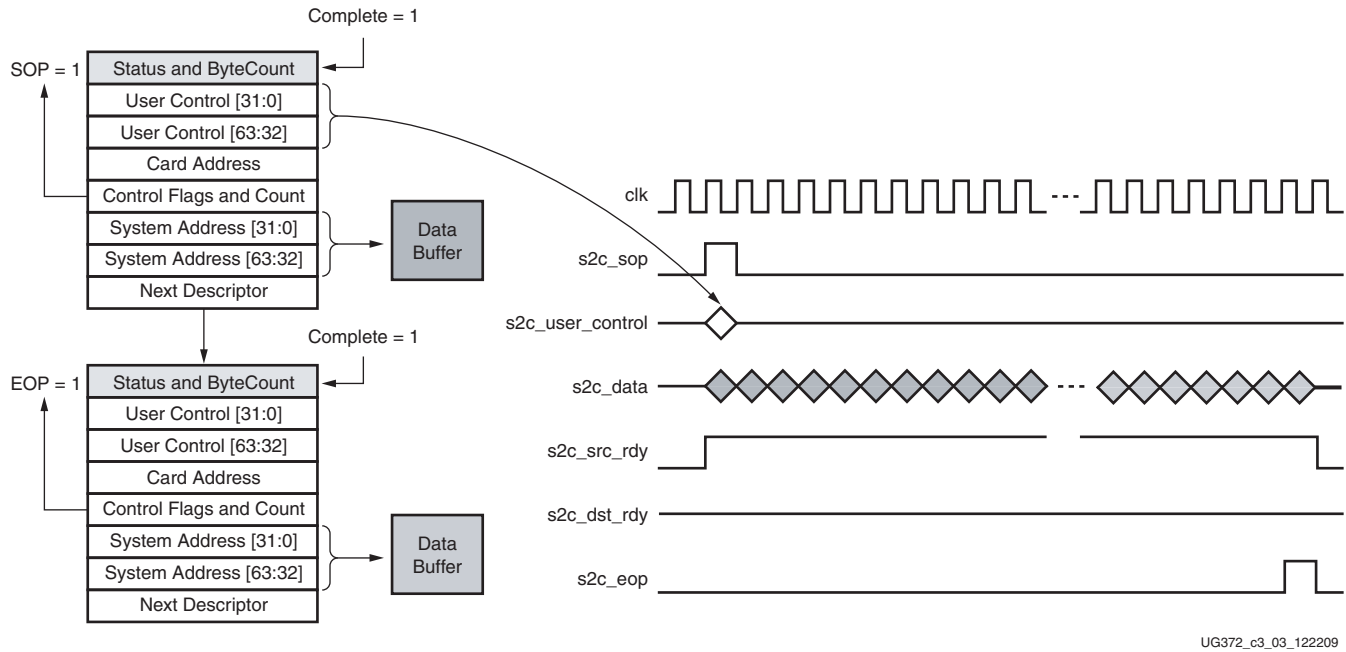 Complete = 1
SOP = 1
Status and ByteCount
User Control [31:0]
User Control [63:32]
Card Address
Control Flags and Count
System Address [31:0]
System Address [63:32]
Next Descriptor
Data
Buffer
Complete = 1
EOP = 1
Status and ByteCount
User Control [31:0]
User Control [63:32]
Card Address
Control Flags and Count
System Address [31:0]
System Address [63:32]
Next Descriptor
Data
Buffer
clk
s2c_sop
s2c_user_control
s2c_data
s2c_src_rdy
s2c_dst_rdy
s2c_eop
UG372_c3_03_122209